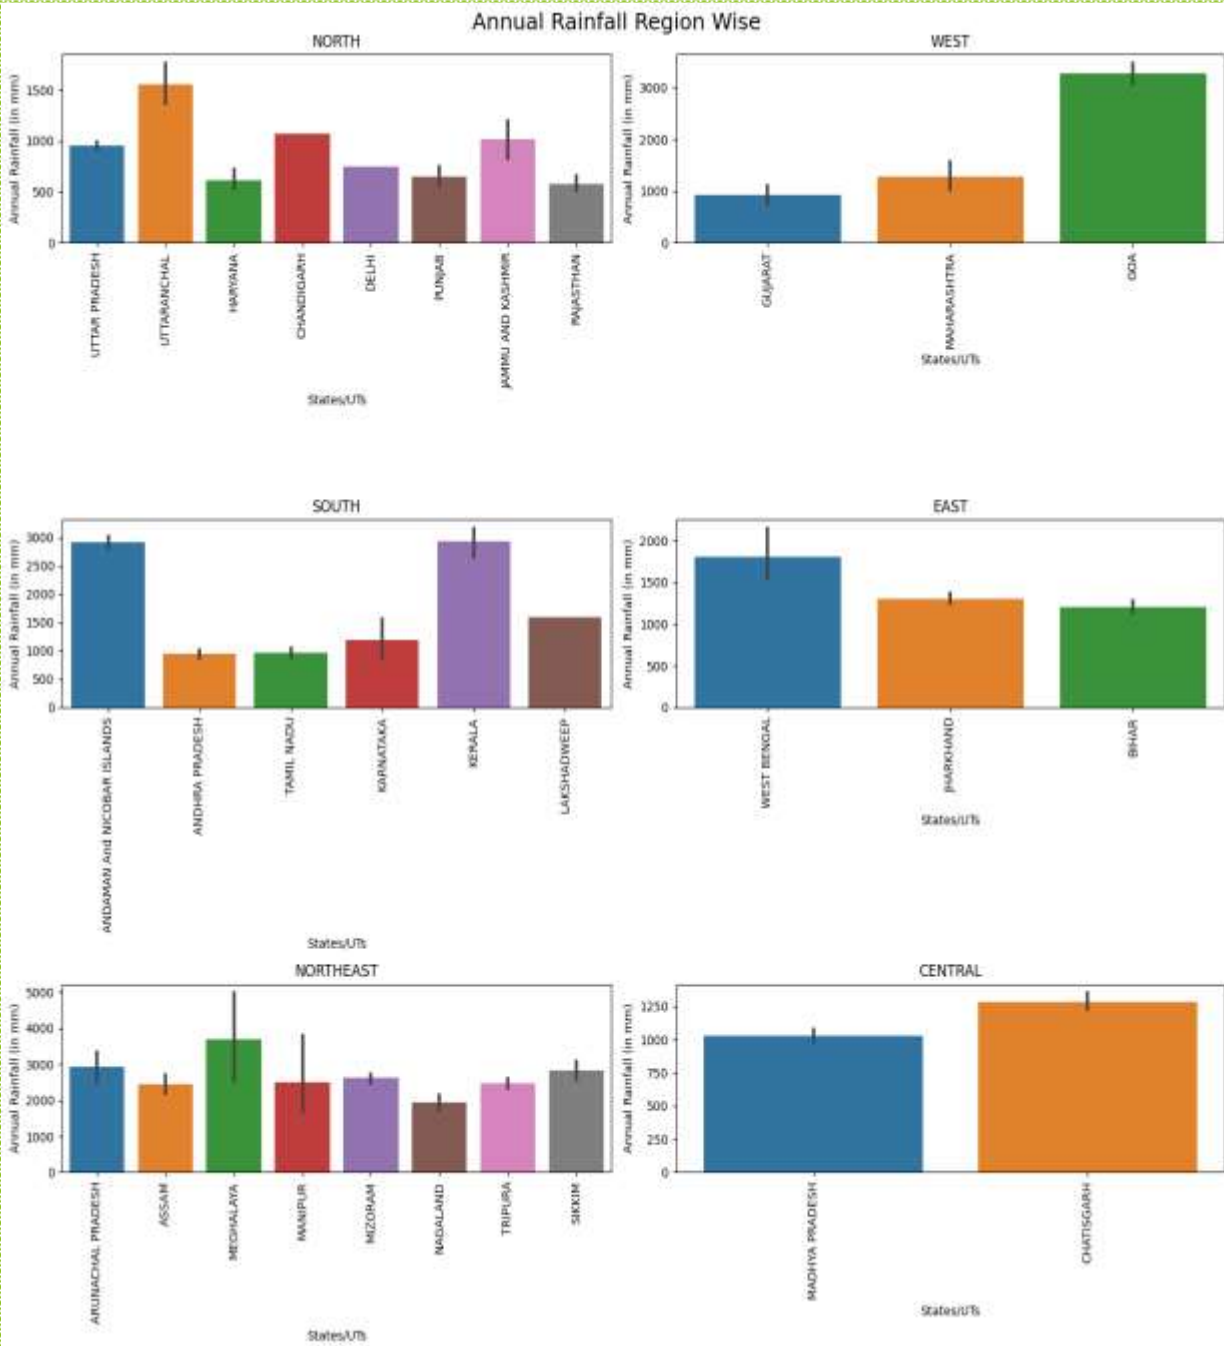 Annual Rainfall Region Wise
NORTH
Annual Rainfall (in mm)
1500
1000
500
0
UTTAR PRADESH
UTTARANCHAL
HARYANA
CHANDIGARH
DELHI
PUNJAB
JAMMU AND KASHMIR
RAJASTHAN
States/UTs
WEST
Annual Rainfall (in mm)
3000
2000
1000
0
GUJARAT
MAHARASHTRA
GOA
States/UTs
SOUTH
Annual Rainfall (in mm)
3000
2500
2000
1500
1000
500
0
ANDAMAN And NICOBAR ISLANDS
ANDHRA PRADESH
TAMIL NADU
KARNATAKA
KERALA
LAKSHADWEEP
States/UTs
EAST
Annual Rainfall (in mm)
2000
1500
1000
500
0
WEST BENGAL
JHARKHAND
BIHAR
States/UTs
NORTHEAST
Annual Rainfall (in mm)
5000
4000
3000
2000
1000
0
ARUNACHAL PRADESH
ASSAM
MEGHALAYA
MANIPUR
MIZORAM
NAGALAND
TRIPURA
SIKKIM
States/UTs
CENTRAL
Annual Rainfall (in mm)
1250
1000
750
500
250
0
MADHYA PRADESH
CHATISGARH
States/UTs